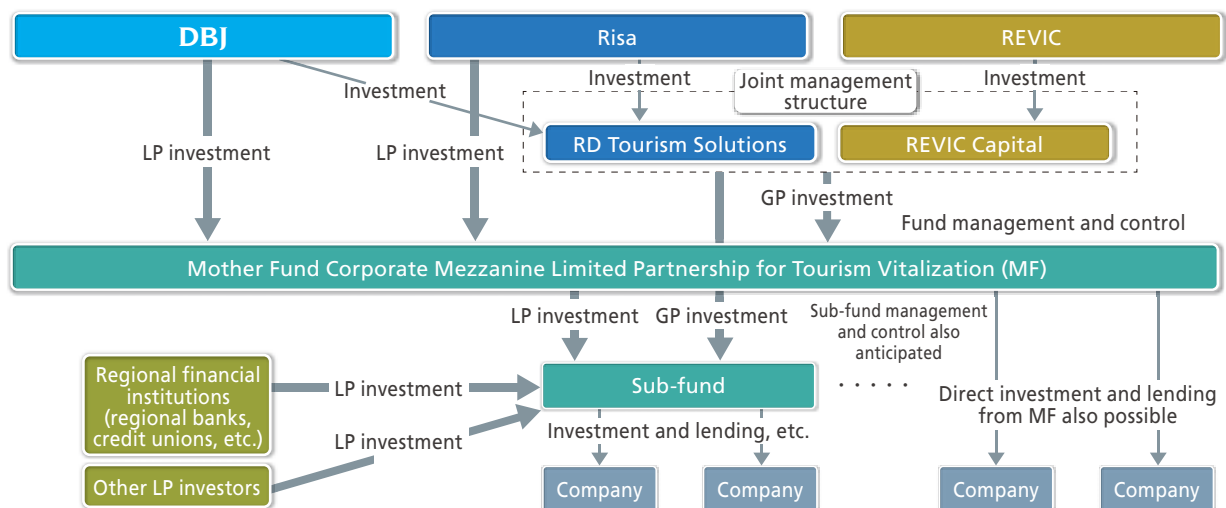 DBJ
Risa
REVIC
Investment
Investment
Joint management
structure
Investment
LP investment
LP investment
RD Tourism Solutions
REVIC Capital
GP investment
Fund management and control
Mother Fund Corporate Mezzanine Limited Partnership for Tourism Vitalization (MF)
LP investment
GP investment
Sub-fund management
and control also
anticipated
Regional financial
institutions
(regional banks,
credit unions, etc.)
LP investment
Sub-fund
· · · · ·
Direct investment and lending
from MF also possible
LP investment
Investment and lending, etc.
Other LP investors
Company
Company
Company
Company